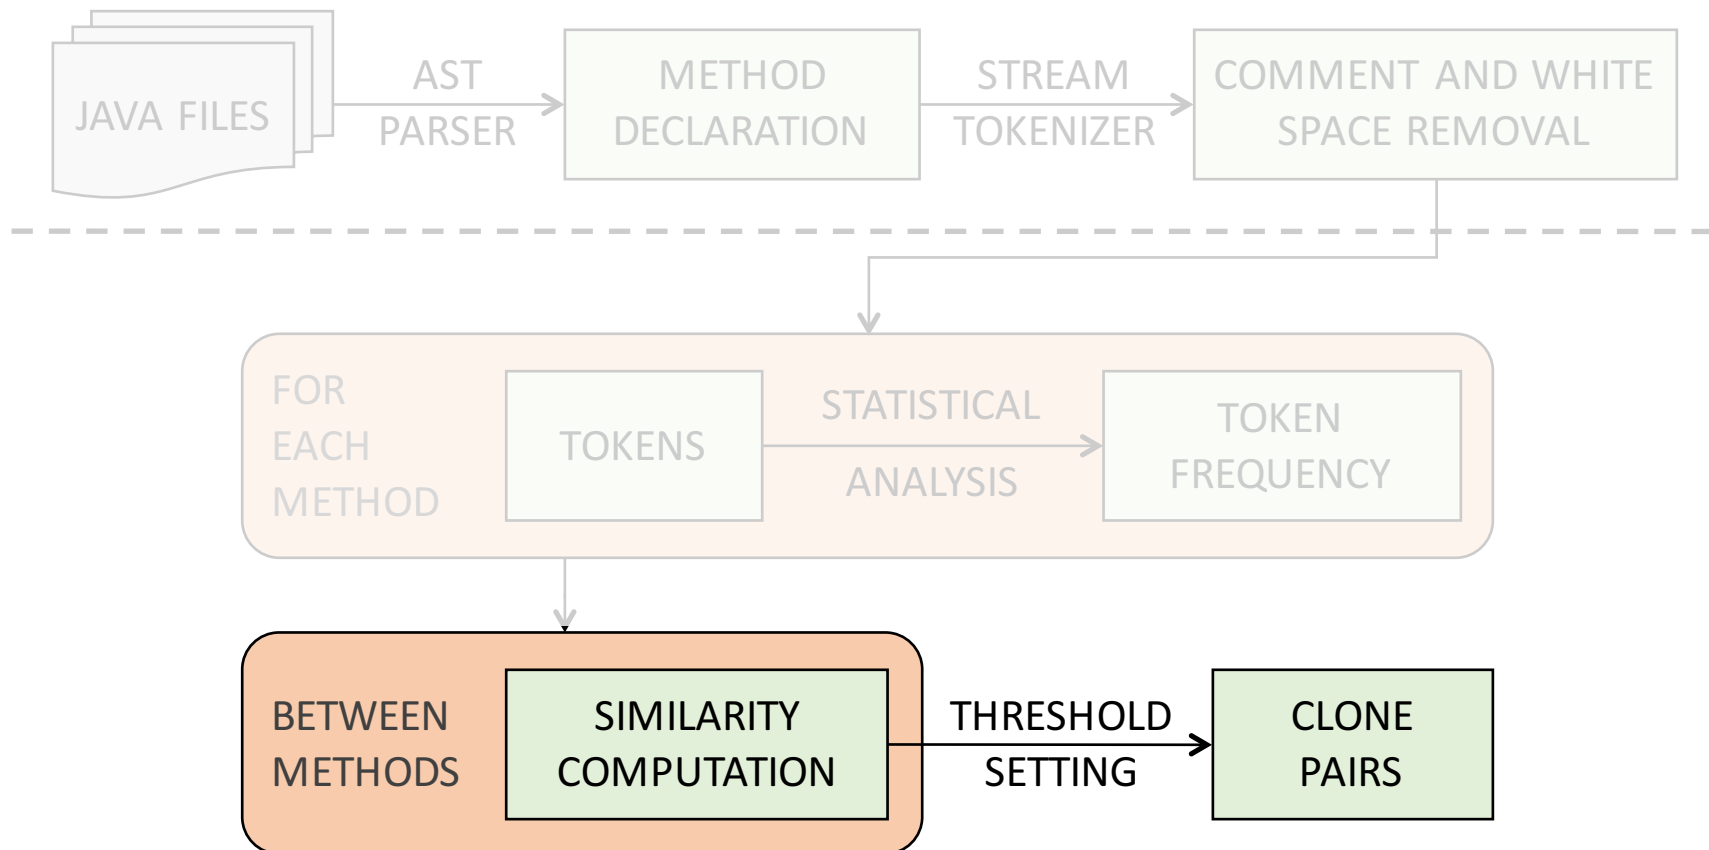 JAVA FILES
AST
PARSER
METHOD
DECLARATION
STREAM
TOKENIZER
COMMENT AND WHITE
SPACE REMOVAL
FOR
EACH
METHOD
TOKENS
STATISTICAL
ANALYSIS
TOKEN
FREQUENCY
BETWEEN
METHODS
SIMILARITY
COMPUTATION
THRESHOLD
SETTING
CLONE
PAIRS